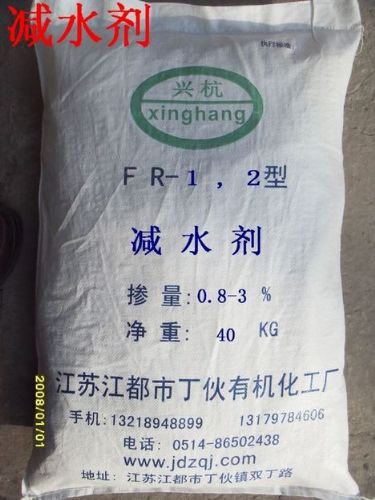 减水剂
执行标准
兴杭
xinghang
FR-1，2型
减水剂
掺量:0.8-3 %
净重: 40 KG
江苏江都市丁伙有机化工厂
手机:13218948899 13179784606
电话: 0514-86502438
www.jdzqj.com
地址: 江苏江都市丁伙镇双丁路
2008/01/01